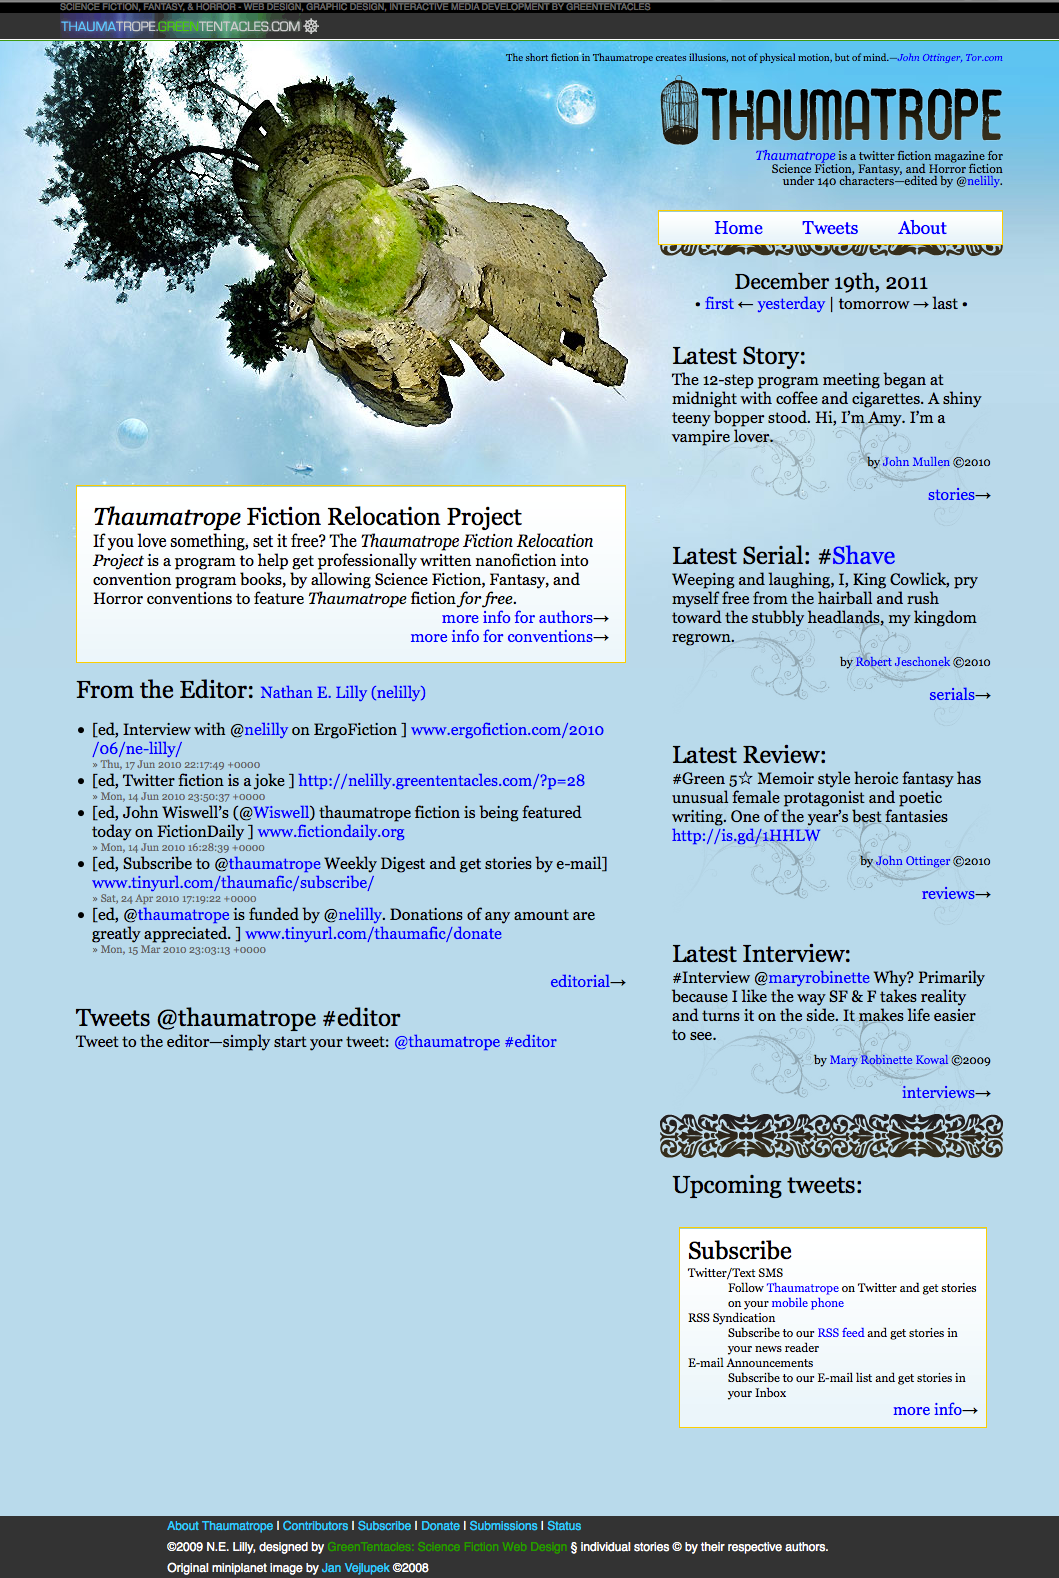 SCIENCE FICTION, FANTASY, & HORROR - WEB DESIGN, GRAPHIC DESIGN, INTERACTIVE MEDIA DEVELOPMENT BY GREENTENTACLES
THAUMATROPE.GREENTENTACLES.COM
The short fiction in Thaumatrope creates illusions, not of physical motion, but of mind.—John Ottinger, Tor.com
THAUMATROPE
Thaumatrope is a twitter fiction magazine for
Science Fiction, Fantasy, and Horror fiction
under 140 characters—edited by @nelilly.
Home Tweets About
December 19th, 2011
• first ← yesterday | tomorrow → last •
Latest Story:
The 12-step program meeting began at
midnight with coffee and cigarettes. A shiny
teeny bopper stood. Hi, I’m Amy. I’m a
vampire lover.
by John Mullen ©2010
stories→
Latest Serial: #Shave
Weeping and laughing, I, King Cowlick, pry
myself free from the hairball and rush
toward the stubbly headlands, my kingdom
regrown.
by Robert Jeschonek ©2010
serials→
Latest Review:
#Green 5☆ Memoir style heroic fantasy has
unusual female protagonist and poetic
writing. One of the year’s best fantasies
http://is.gd/1HHLW
by John Ottinger ©2010
reviews→
Latest Interview:
#Interview @maryrobinette Why? Primarily
because I like the way SF & F takes reality
and turns it on the side. It makes life easier
to see.
by Mary Robinette Kowal ©2009
interviews→
Upcoming tweets:
Subscribe
Twitter/Text SMS
Follow Thaumatrope on Twitter and get stories
on your mobile phone
RSS Syndication
Subscribe to our RSS feed and get stories in
your news reader
E-mail Announcements
Subscribe to our E-mail list and get stories in
your Inbox
more info→
Thaumatrope Fiction Relocation Project
If you love something, set it free? The Thaumatrope Fiction Relocation
Project is a program to help get professionally written nanofiction into
convention program books, by allowing Science Fiction, Fantasy, and
Horror conventions to feature Thaumatrope fiction for free.
more info for authors→
more info for conventions→
From the Editor: Nathan E. Lilly (nelilly)
• [ed, Interview with @nelilly on ErgoFiction ] www.ergofiction.com/2010
/06/ne-lilly/
» Thu, 17 Jun 2010 22:17:49 +0000
• [ed, Twitter fiction is a joke ] http://nelilly.greententacles.com/?p=28
» Mon, 14 Jun 2010 23:50:37 +0000
• [ed, John Wiswell’s (@Wiswell) thaumatrope fiction is being featured
today on FictionDaily ] www.fictiondaily.org
» Mon, 14 Jun 2010 16:28:39 +0000
• [ed, Subscribe to @thaumatrope Weekly Digest and get stories by e-mail]
www.tinyurl.com/thaumafic/subscribe/
» Sat, 24 Apr 2010 17:19:22 +0000
• [ed, @thaumatrope is funded by @nelilly. Donations of any amount are
greatly appreciated. ] www.tinyurl.com/thaumafic/donate
» Mon, 15 Mar 2010 23:03:13 +0000
editorial→
Tweets @thaumatrope #editor
Tweet to the editor—simply start your tweet: @thaumatrope #editor
About Thaumatrope | Contributors | Subscribe | Donate | Submissions | Status
©2009 N.E. Lilly, designed by GreenTentacles: Science Fiction Web Design § individual stories © by their respective authors.
Original miniplanet image by Jan Vejlupek ©2008